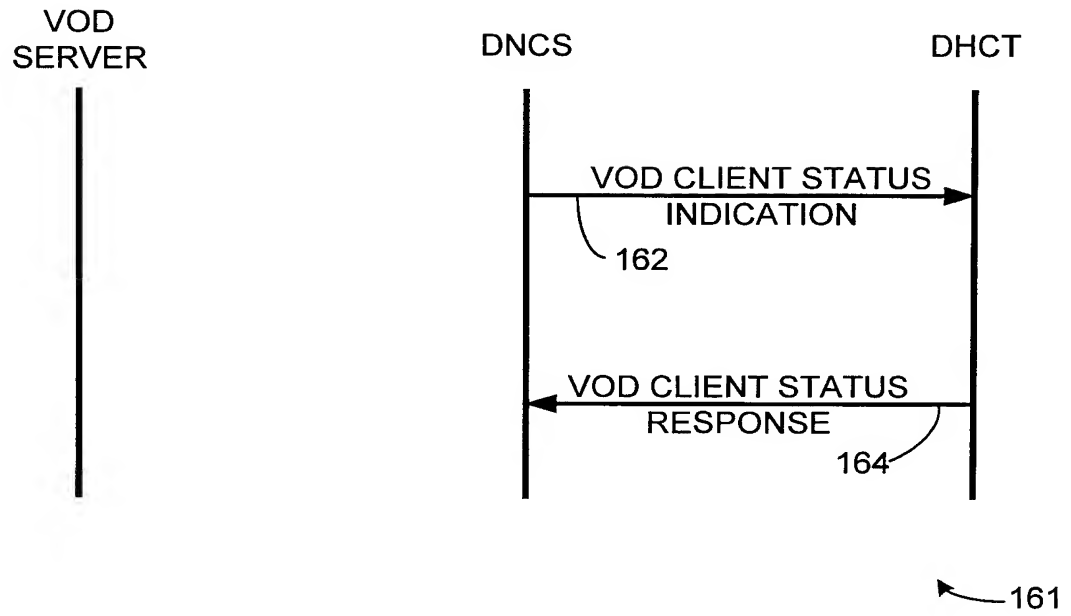 VOD
SERVER
DNCS
DHCT
VOD CLIENT STATUS
INDICATION
162
VOD CLIENT STATUS
RESPONSE
164
161